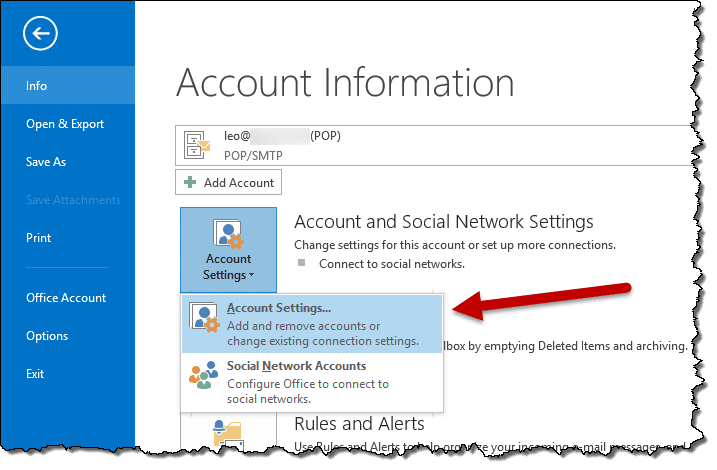 Account Information
Info
Open & Export
Save As
Save Attachments
Print
Office Account
Options
Exit
leo@ (POP)
POP/SMTP
Add Account
Account
Settings
Account and Social Network Settings
Change settings for this account or set up more connections.
Connect to social networks.
Account Settings...
Add and remove accounts or
change existing connection settings.
Social Network Accounts
Configure Office to connect to
social networks.
by emptying Deleted Items and archiving.
Rules and Alerts
Use Rules and Alerts to help organize your incoming e-mail messages, and